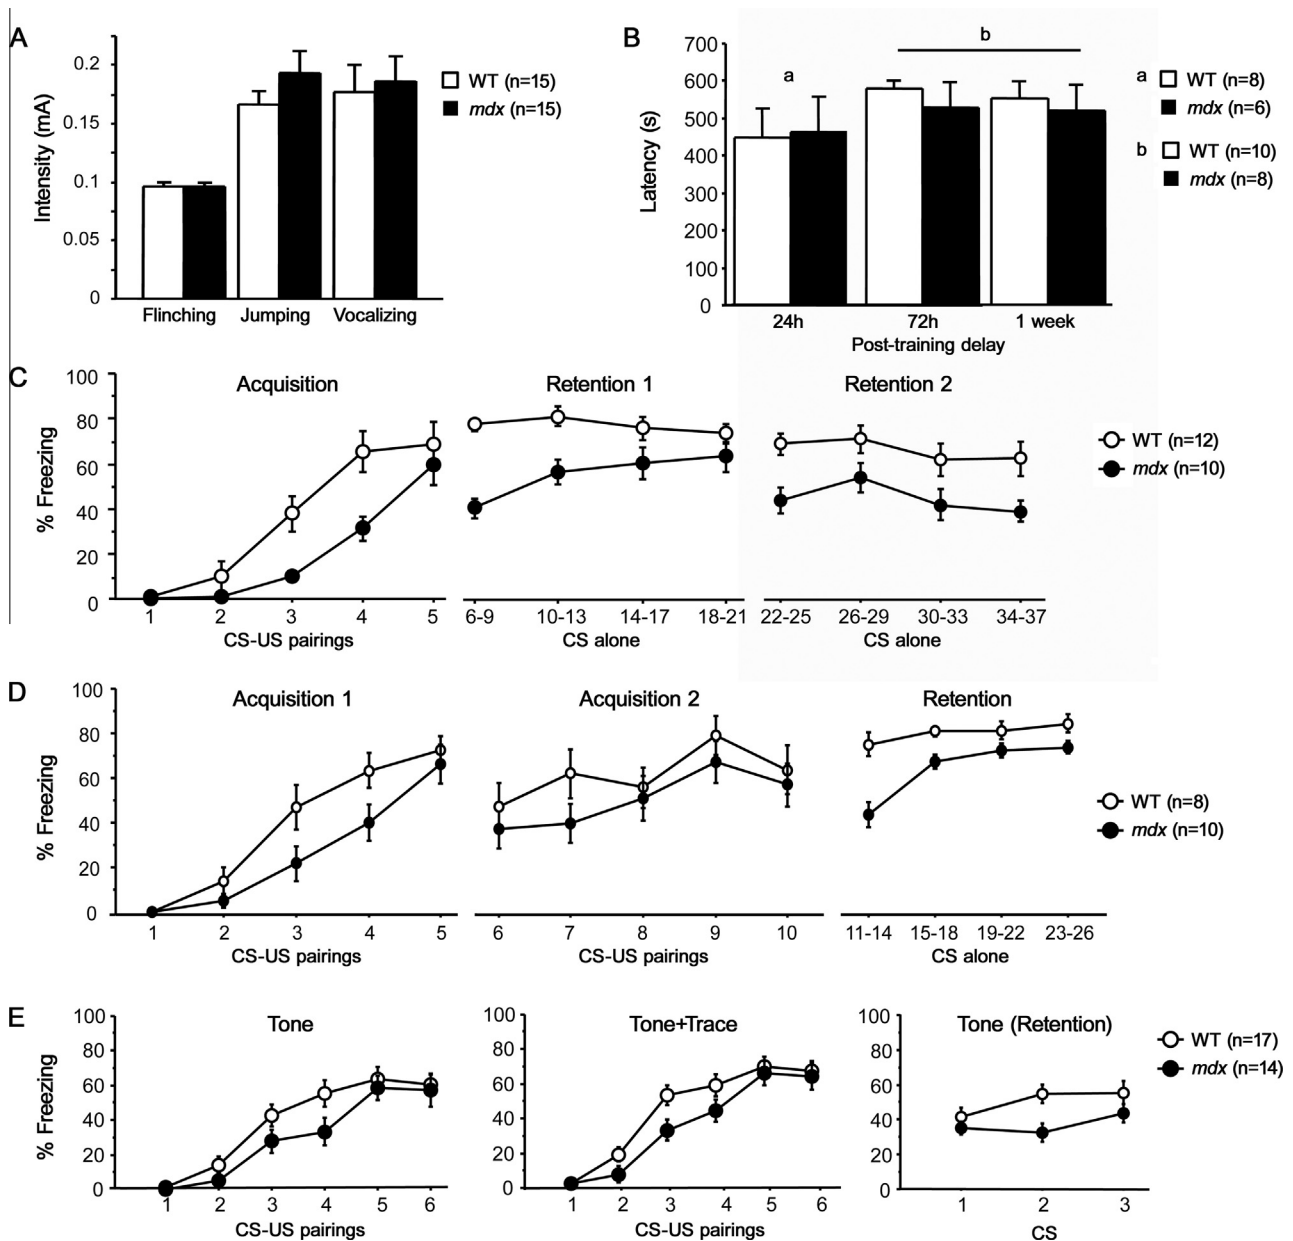 A
Intensity (mA)
0.2
0.15
0.1
0.05
0
Flinching Jumping Vocalizing
WT (n=15)
mdx (n=15)
B
Latency (s)
700
600
500
400
300
200
100
0
a
b
24h 72h 1 week
Post-training delay
a WT (n=8)
mdx (n=6)
b WT (n=10)
mdx (n=8)
C
% Freezing
100
80
60
40
20
0
Acquisition
1 2 3 4 5
CS-US pairings
Retention 1
6-9 10-13 14-17 18-21
CS alone
Retention 2
22-25 26-29 30-33 34-37
CS alone
WT (n=12)
mdx (n=10)
D
% Freezing
100
80
60
40
20
0
Acquisition 1
1 2 3 4 5
CS-US pairings
Acquisition 2
6 7 8 9 10
CS-US pairings
Retention
11-14 15-18 19-22 23-26
CS alone
WT (n=8)
mdx (n=10)
E
% Freezing
100
80
60
40
20
0
Tone
1 2 3 4 5 6
CS-US pairings
100
80
60
40
20
0
Tone+Trace
1 2 3 4 5 6
CS-US pairings
100
80
60
40
20
0
Tone (Retention)
1 2 3
CS
WT (n=17)
mdx (n=14)